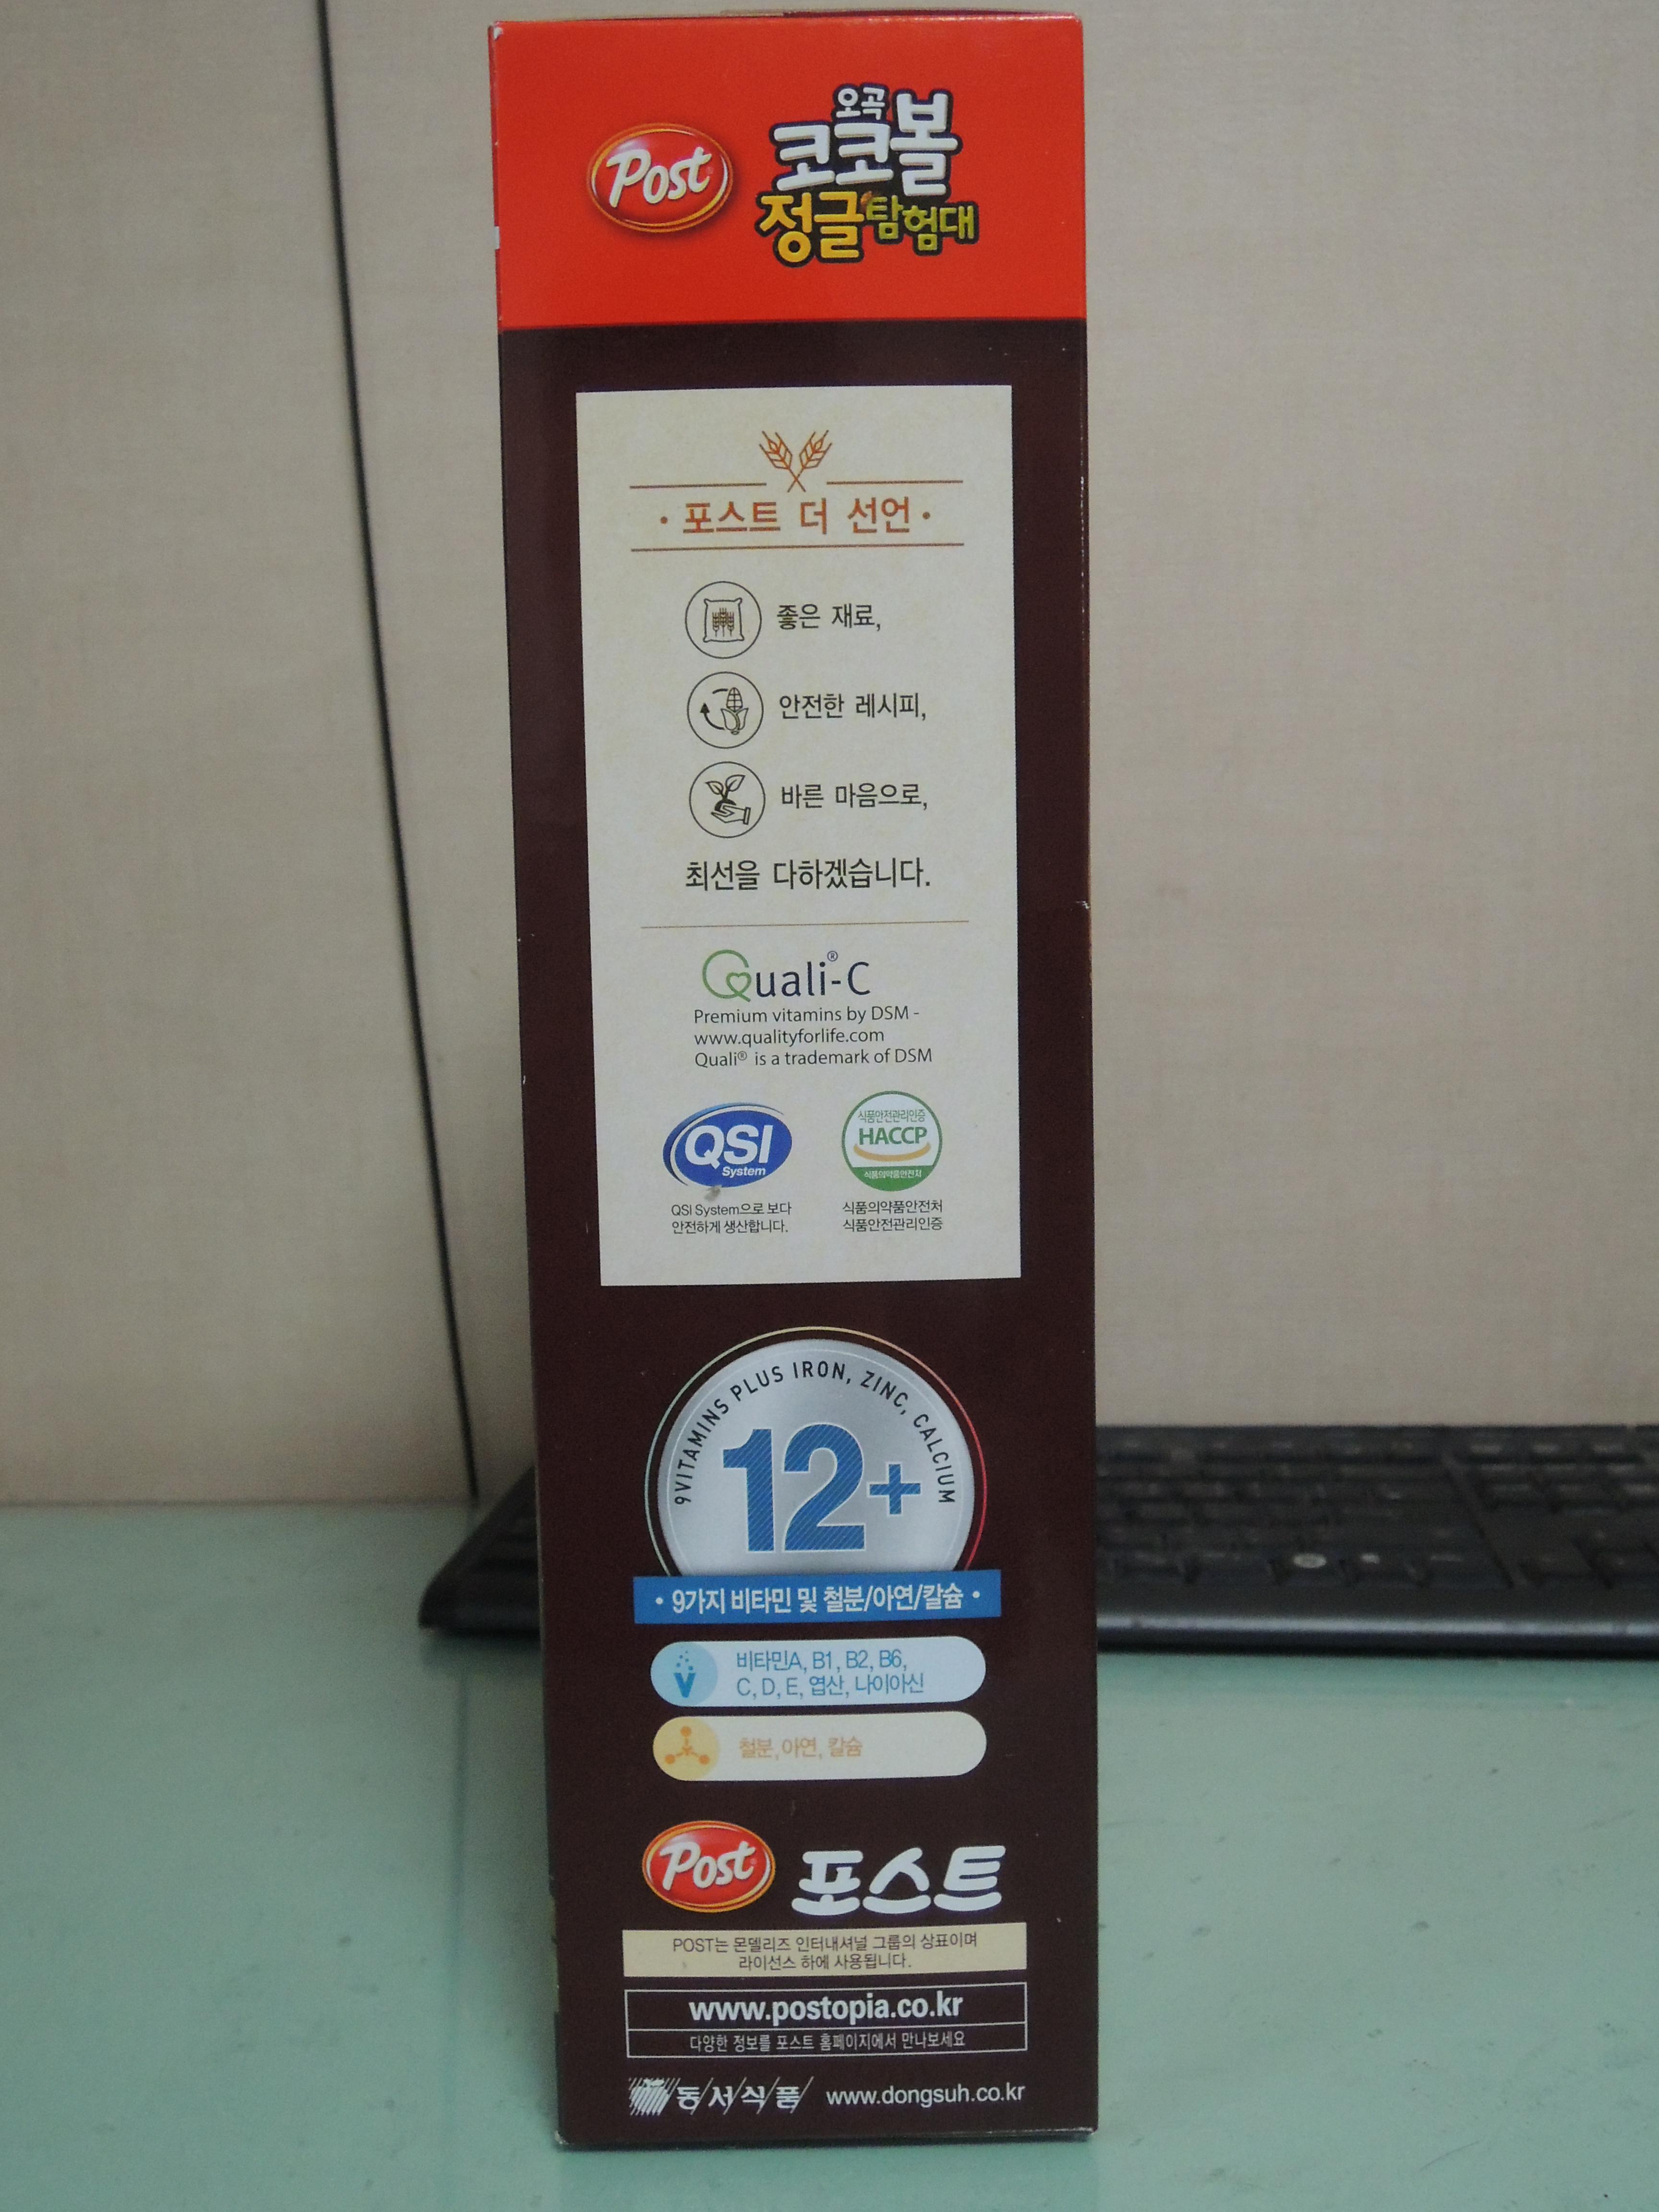 Post
오곡
코코볼
정글탐험대
· 포스트 더 선언 ·
좋은 재료,
안전한 레시피,
바른 마음으로,
최선을 다하겠습니다.
Quali®-C
Premium vitamins by DSM -
www.qualityforlife.com
Quali® is a trademark of DSM
QSI
System
QSI System으로 보다
안전하게 생산합니다.
식품안전관리인증
HACCP
식품의약품안전처
식품의약품안전처
식품안전관리인증
9VITAMINS PLUS IRON, ZINC, CALCIUM
12+
· 9가지 비타민 및 철분/아연/칼슘 ·
V
비타민A, B1, B2, B6,
C, D, E, 엽산, 나이아신
철분, 아연, 칼슘
Post 포스트
POST는 몬델리즈 인터내셔널 그룹의 상표이며
라이선스 하에 사용됩니다.
www.postopia.co.kr
다양한 정보를 포스트 홈페이지에서 만나보세요
동서식품 www.dongsuh.co.kr